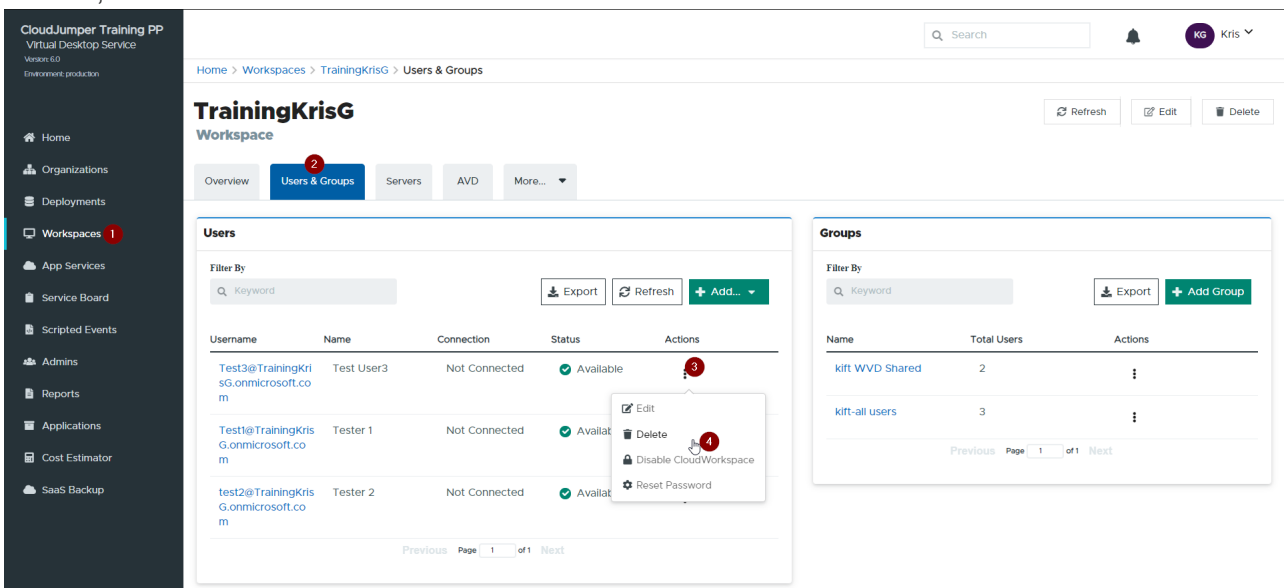 CloudJumper Training PP
Virtual Desktop Service
Version: 6.0
Environment: production
Search
KG Kris
Home > Workspaces > TrainingKrisG > Users & Groups
TrainingKrisG
Workspace
Refresh Edit Delete
Home
Organizations
Deployments
Workspaces 1
App Services
Service Board
Scripted Events
Admins
Reports
Applications
Cost Estimator
SaaS Backup
2
Overview Users & Groups Servers AVD More...
Users
Filter By
Keyword Export Refresh + Add...
Username Name Connection Status Actions
Test3@TrainingKri Test User3 Not Connected Available 3
sG.onmicrosoft.co
m
Test1@TrainingKris Tester 1 Not Connected Availab
G.onmicrosoft.co
m
test2@TrainingKris Tester 2 Not Connected Availab
G.onmicrosoft.co
m
Edit
Delete 4
Disable CloudWorkspace
Reset Password
Previous Page 1 of 1 Next
Groups
Filter By
Keyword Export + Add Group
Name Total Users Actions
kift WVD Shared 2
kift-all users 3
Previous Page 1 of 1 Next